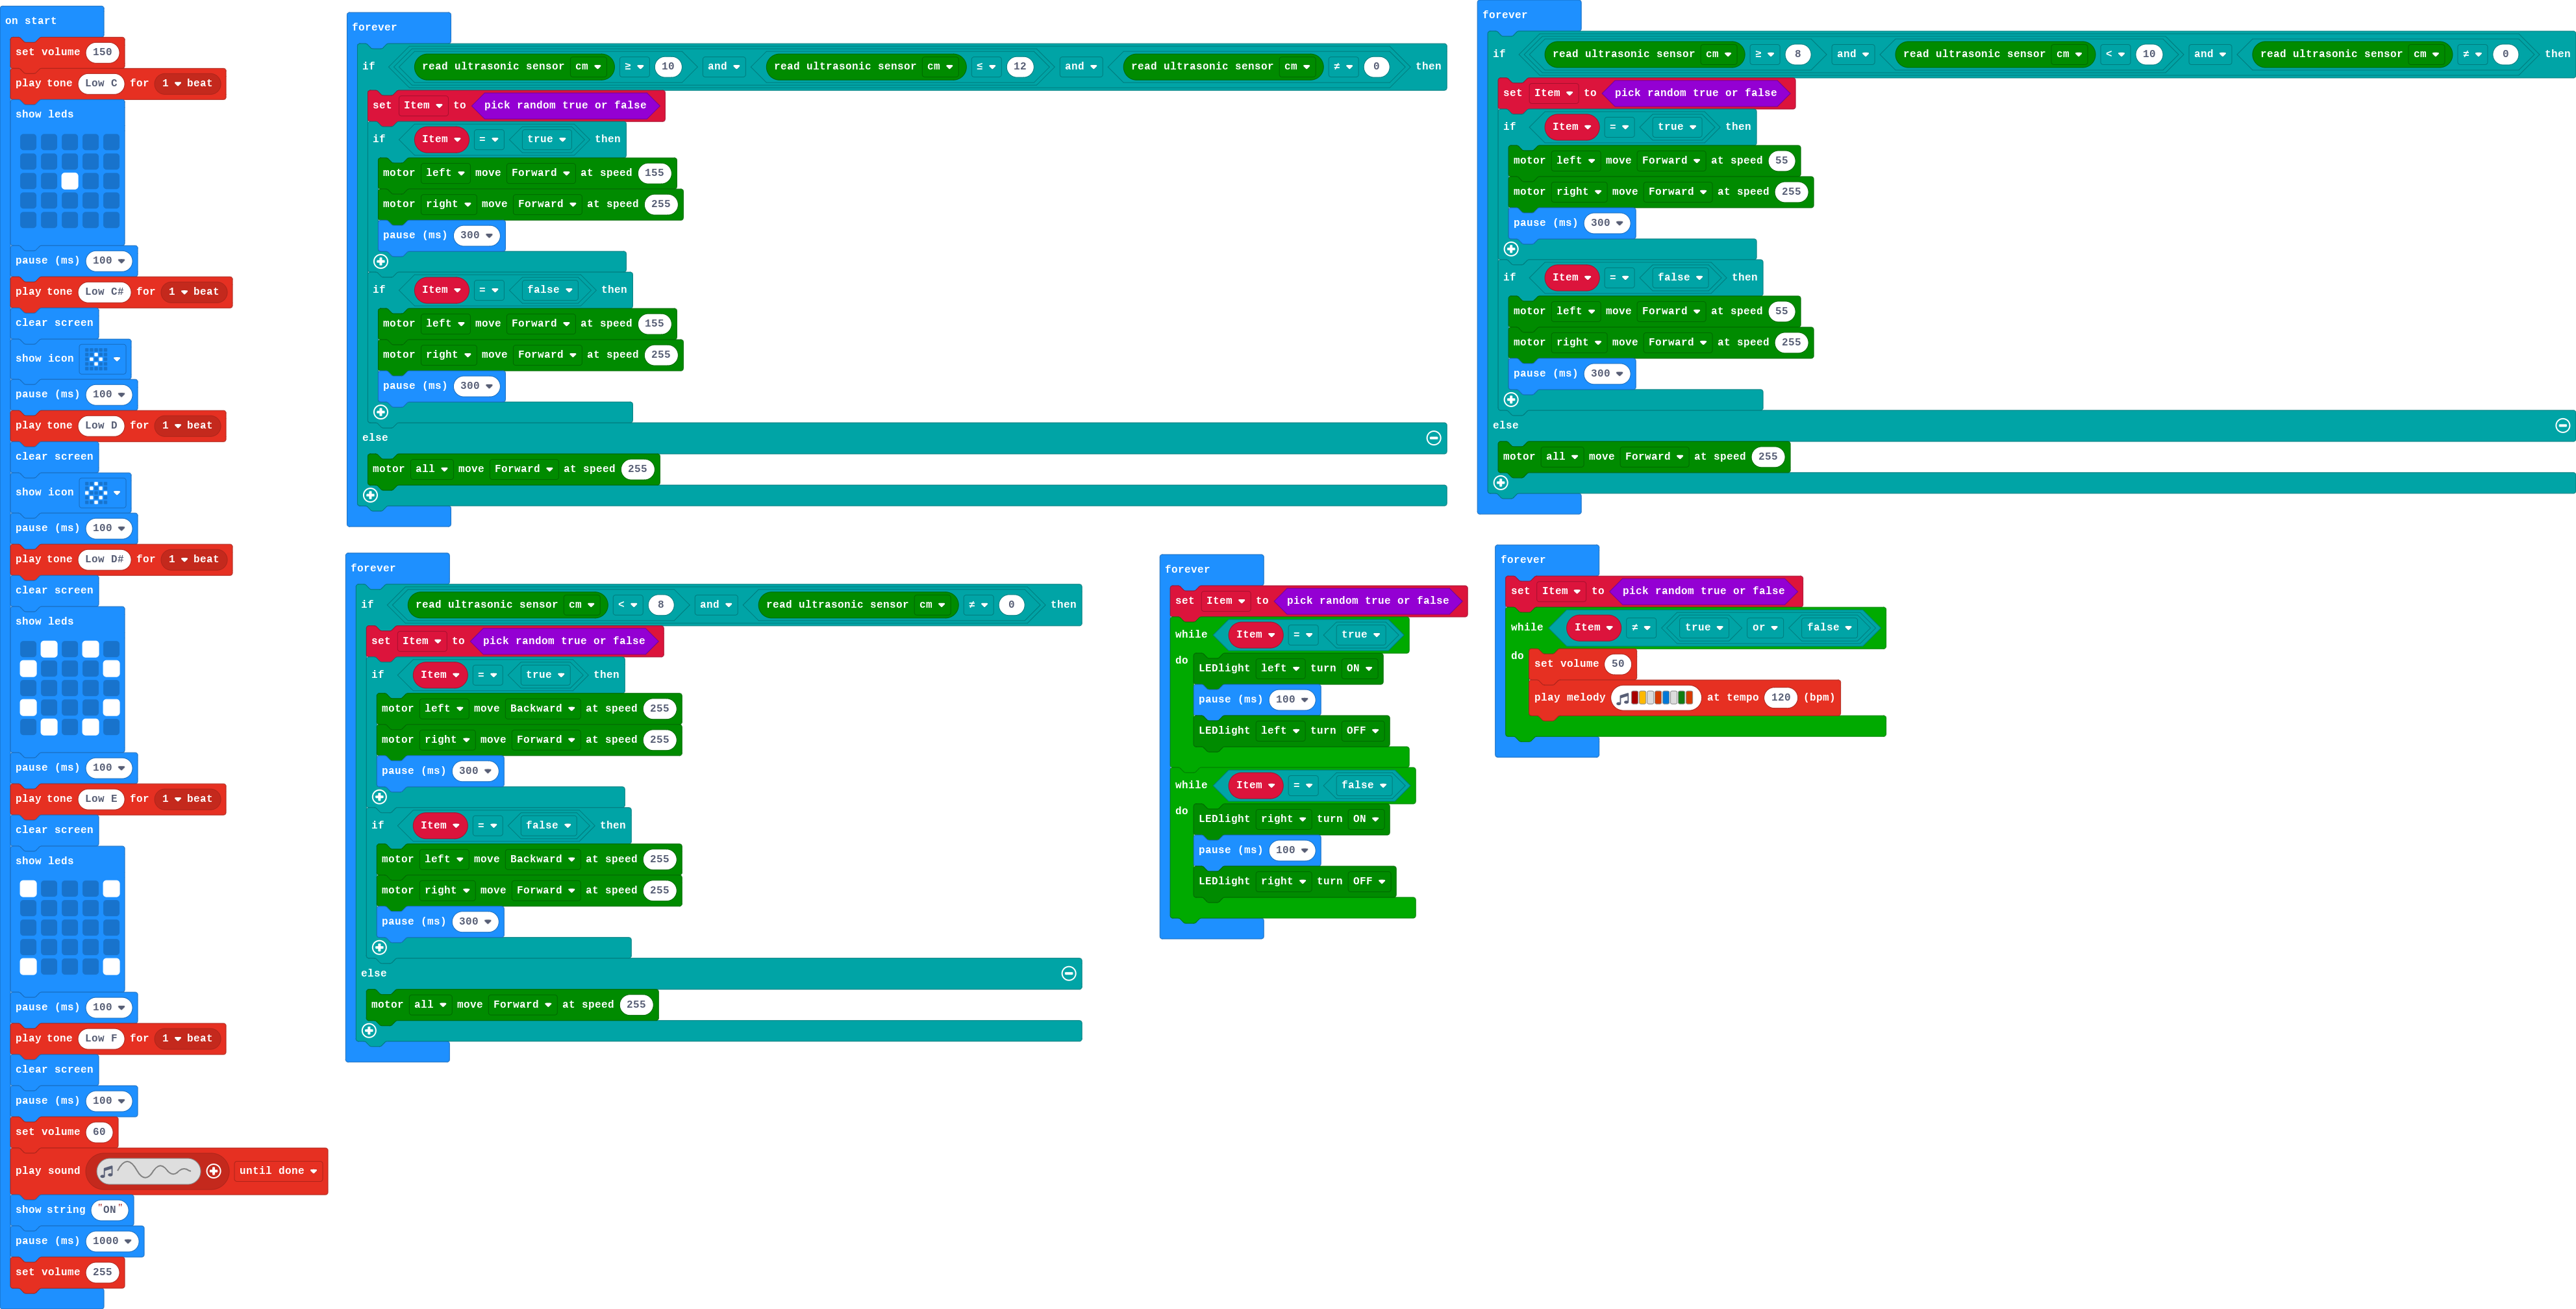 on start
set volume 150
play tone Low C for 1 beat
show leds
pause (ms) 100
play tone Low C# for 1 beat
clear screen
show icon
pause (ms) 100
play tone Low D for 1 beat
clear screen
show icon
pause (ms) 100
play tone Low D# for 1 beat
clear screen
show leds
pause (ms) 100
play tone Low E for 1 beat
clear screen
show leds
pause (ms) 100
play tone Low F for 1 beat
clear screen
pause (ms) 100
set volume 60
play sound until done
show string "ON"
pause (ms) 1000
set volume 255
forever
if read ultrasonic sensor cm ≥ 10 and read ultrasonic sensor cm ≤ 12 and read ultrasonic sensor cm ≠ 0 then
set Item to pick random true or false
if Item = true then
motor left move Forward at speed 155
motor right move Forward at speed 255
pause (ms) 300
if Item = false then
motor left move Forward at speed 155
motor right move Forward at speed 255
pause (ms) 300
else
motor all move Forward at speed 255
forever
if read ultrasonic sensor cm ≥ 8 and read ultrasonic sensor cm < 10 and read ultrasonic sensor cm ≠ 0 then
set Item to pick random true or false
if Item = true then
motor left move Forward at speed 55
motor right move Forward at speed 255
pause (ms) 300
if Item = false then
motor left move Forward at speed 55
motor right move Forward at speed 255
pause (ms) 300
else
motor all move Forward at speed 255
forever
if read ultrasonic sensor cm < 8 and read ultrasonic sensor cm ≠ 0 then
set Item to pick random true or false
if Item = true then
motor left move Backward at speed 255
motor right move Forward at speed 255
pause (ms) 300
if Item = false then
motor left move Backward at speed 255
motor right move Forward at speed 255
pause (ms) 300
else
motor all move Forward at speed 255
forever
set Item to pick random true or false
while Item = true
do
LEDlight left turn ON
pause (ms) 100
LEDlight left turn OFF
while Item = false
do
LEDlight right turn ON
pause (ms) 100
LEDlight right turn OFF
forever
set Item to pick random true or false
while Item ≠ true or false
do
set volume 50
play melody at tempo 120 (bpm)